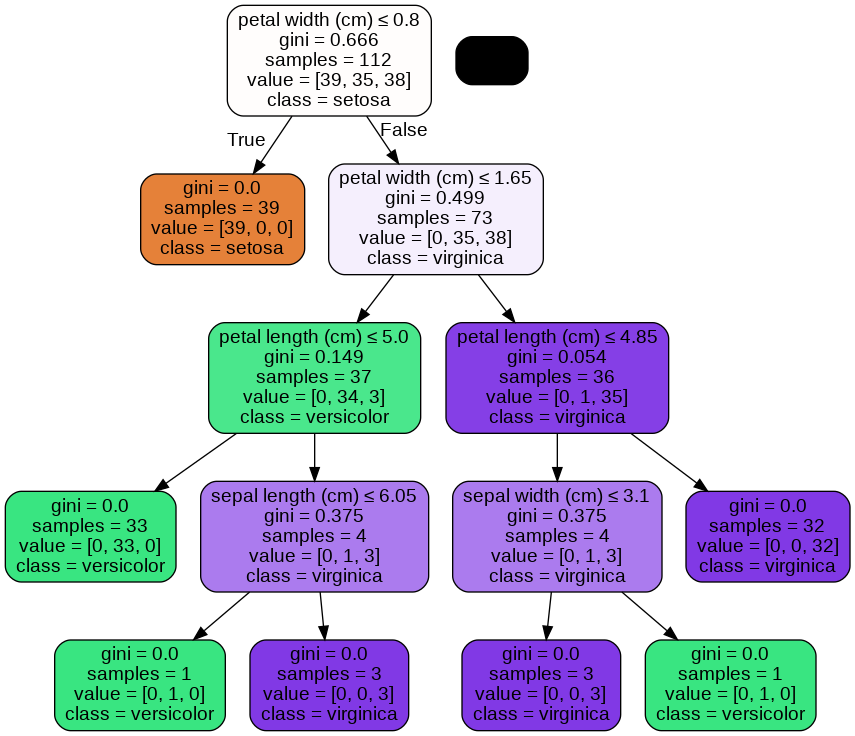 petal width (cm) ≤ 0.8
gini = 0.666
samples = 112
value = [39, 35, 38]
class = setosa
True
False
gini = 0.0
samples = 39
value = [39, 0, 0]
class = setosa
petal width (cm) ≤ 1.65
gini = 0.499
samples = 73
value = [0, 35, 38]
class = virginica
petal length (cm) ≤ 5.0
gini = 0.149
samples = 37
value = [0, 34, 3]
class = versicolor
petal length (cm) ≤ 4.85
gini = 0.054
samples = 36
value = [0, 1, 35]
class = virginica
gini = 0.0
samples = 33
value = [0, 33, 0]
class = versicolor
sepal length (cm) ≤ 6.05
gini = 0.375
samples = 4
value = [0, 1, 3]
class = virginica
sepal width (cm) ≤ 3.1
gini = 0.375
samples = 4
value = [0, 1, 3]
class = virginica
gini = 0.0
samples = 32
value = [0, 0, 32]
class = virginica
gini = 0.0
samples = 1
value = [0, 1, 0]
class = versicolor
gini = 0.0
samples = 3
value = [0, 0, 3]
class = virginica
gini = 0.0
samples = 3
value = [0, 0, 3]
class = virginica
gini = 0.0
samples = 1
value = [0, 1, 0]
class = versicolor